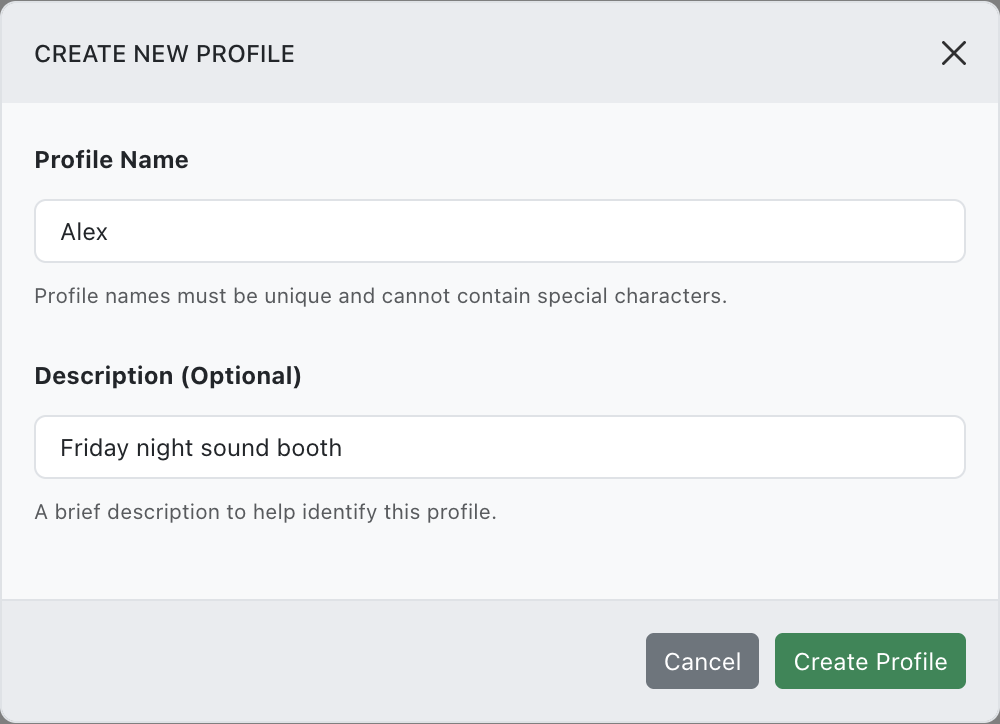 CREATE NEW PROFILE
Profile Name
Alex
Profile names must be unique and cannot contain special characters.
Description (Optional)
Friday night sound booth
A brief description to help identify this profile.
Cancel
Create Profile